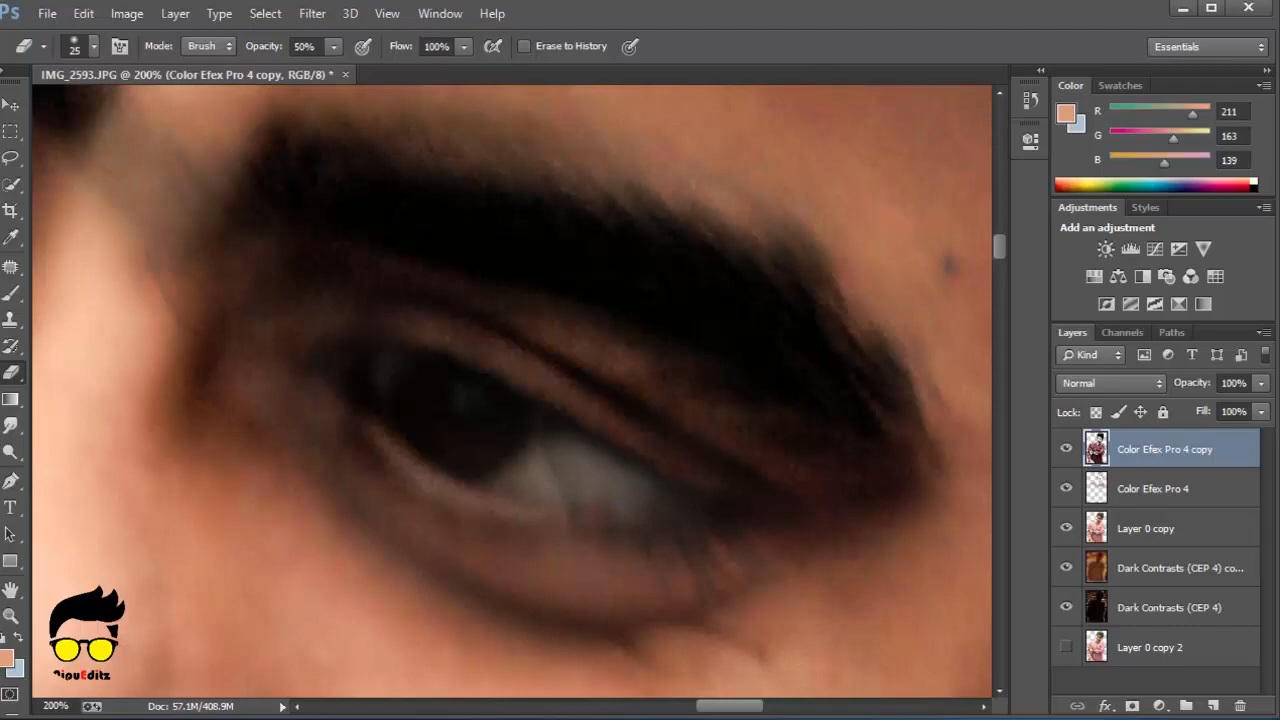 Ps File Edit Image Layer Type Select Filter 3D View Window Help
25 Mode: Brush Opacity: 50% Flow: 100% Erase to History Essentials
IMG_2593.JPG @ 200% (Color Efex Pro 4 copy, RGB/8) *
Color Swatches
R 211
G 163
B 139
Adjustments Styles
Add an adjustment
Layers Channels Paths
Kind
Normal Opacity: 100%
Lock: Fill: 100%
Color Efex Pro 4 copy
Color Efex Pro 4
Layer 0 copy
Dark Contrasts (CEP 4) co...
Dark Contrasts (CEP 4)
Layer 0 copy 2
200% Doc: 57.1M/408.9M